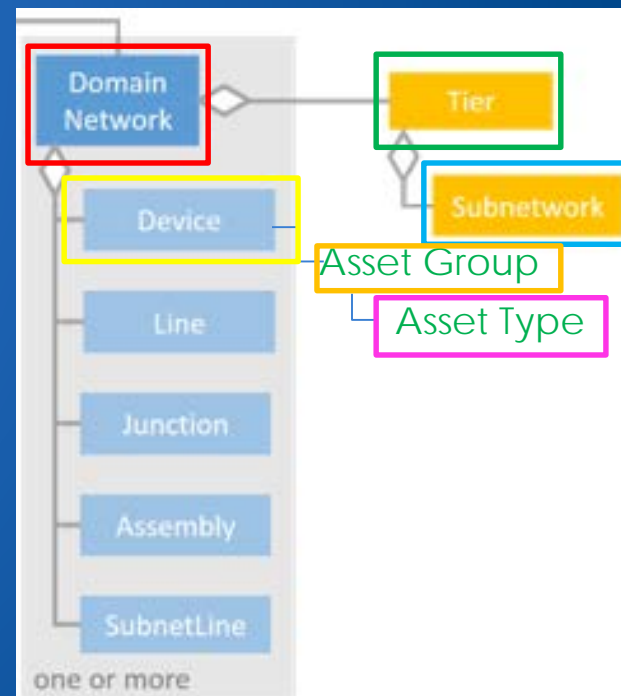 Domain
Network
Tier
Subnetwork
Device
Asset Group
Asset Type
Line
Junction
Assembly
SubnetLine
one or more